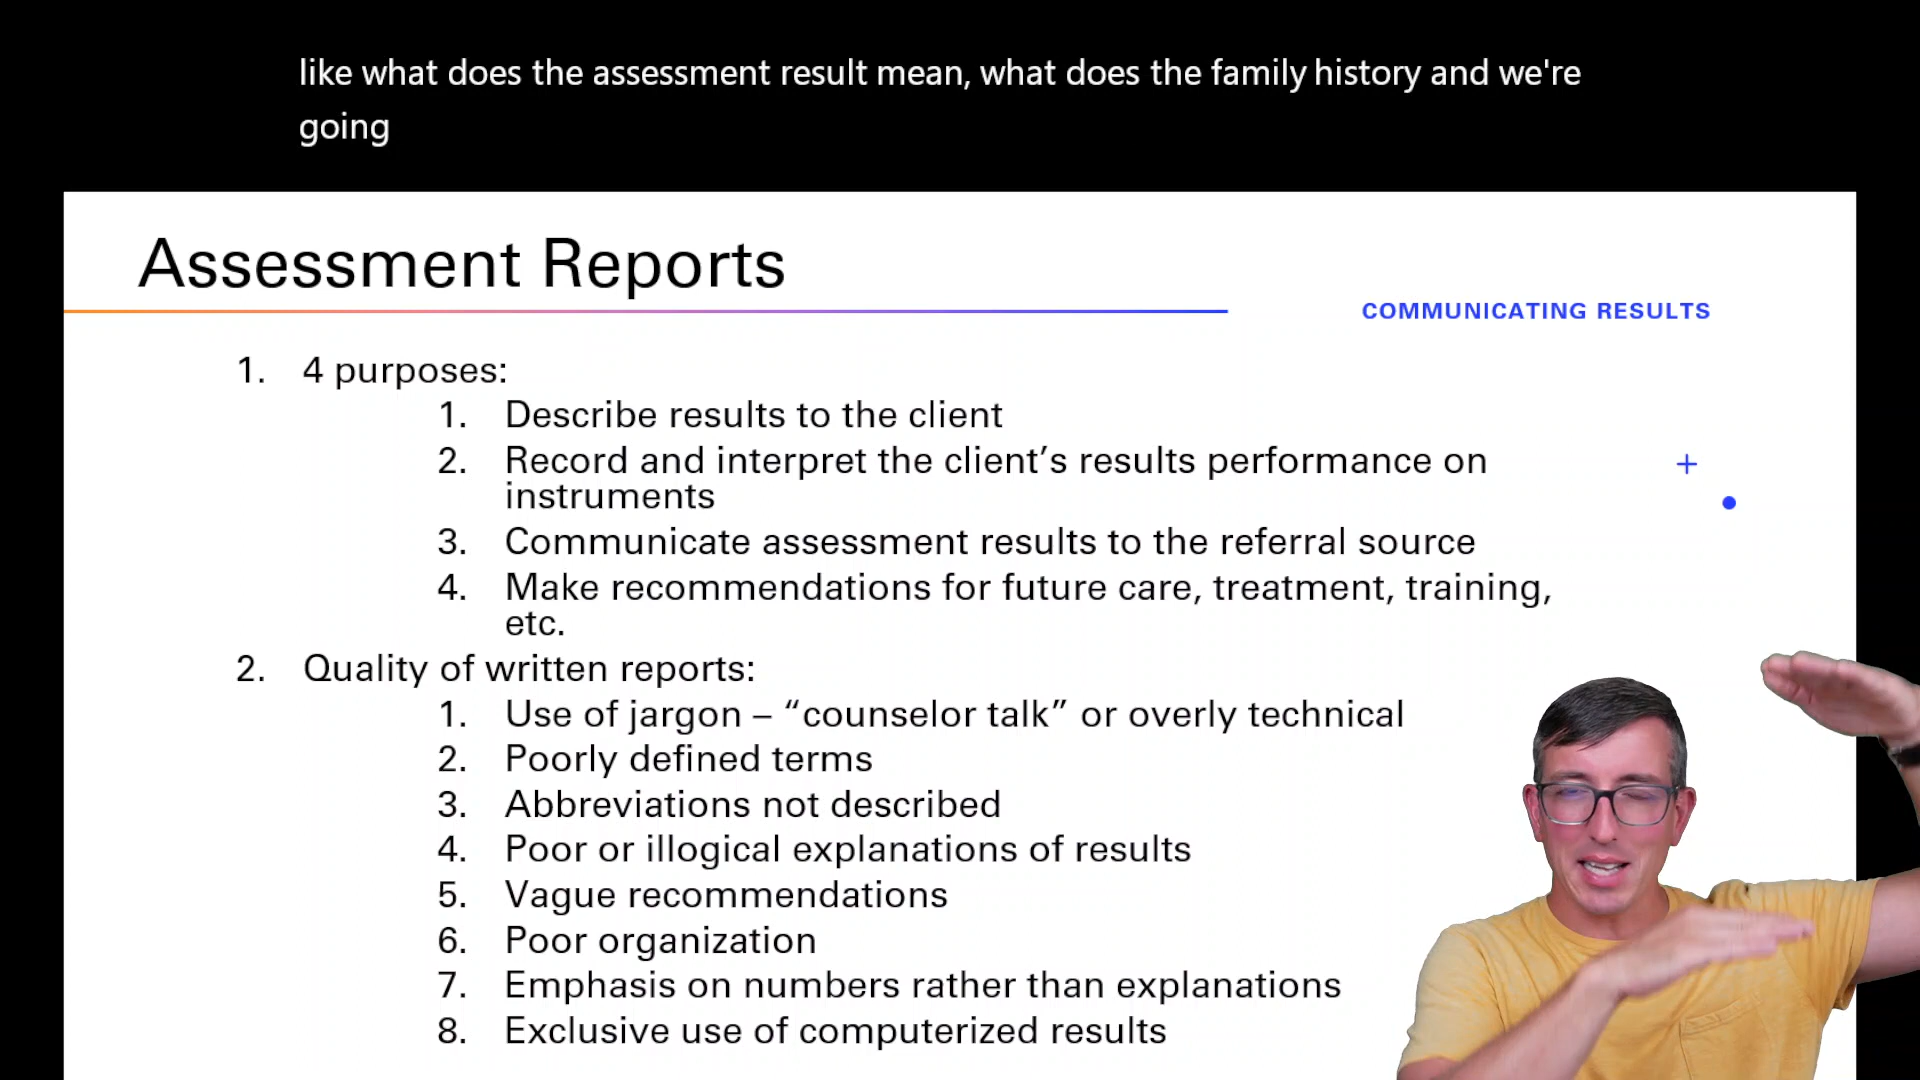 like what does the assessment result mean, what does the family history and we're
going
Assessment Reports
COMMUNICATING RESULTS
1. 4 purposes:
1. Describe results to the client
2. Record and interpret the client’s results performance on
instruments
3. Communicate assessment results to the referral source
4. Make recommendations for future care, treatment, training,
etc.
2. Quality of written reports:
1. Use of jargon – “counselor talk” or overly technical
2. Poorly defined terms
3. Abbreviations not described
4. Poor or illogical explanations of results
5. Vague recommendations
6. Poor organization
7. Emphasis on numbers rather than explanations
8. Exclusive use of computerized results